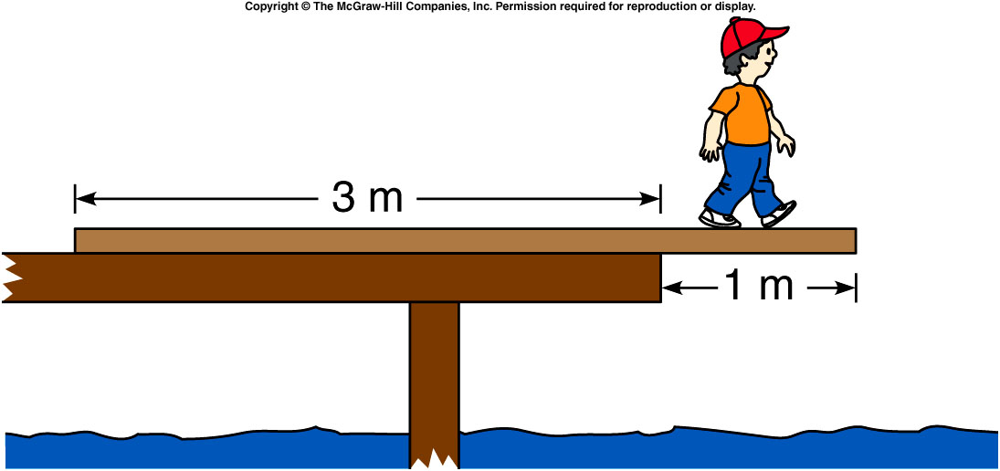 Copyright © The McGraw-Hill Companies, Inc. Permission required for reproduction or display.
3 m
1 m